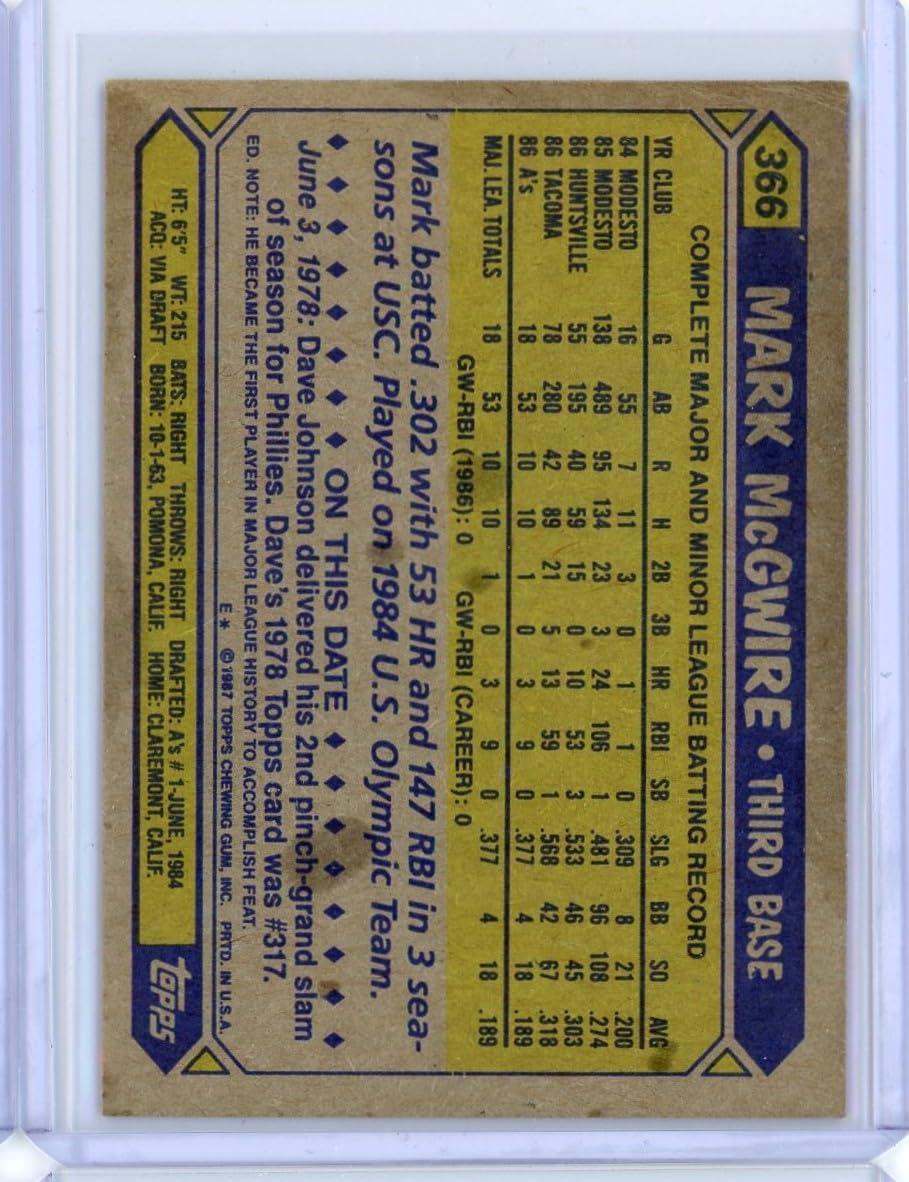 366 MARK McGWIRE • THIRD BASE
COMPLETE MAJOR AND MINOR LEAGUE BATTING RECORD
YR CLUB G AB R H 2B 3B HR RBI SB SLG BB SO AVG
84 MODESTO 16 55 7 11 3 0 1 1 0 .309 8 21 .200
85 MODESTO 138 489 95 134 23 3 24 106 1 .481 96 108 .274
86 HUNTSVILLE 55 195 40 59 15 0 10 53 3 .533 46 45 .303
86 TACOMA 78 280 42 89 21 5 13 59 1 .568 42 67 .318
86 A's 18 53 10 10 1 0 3 9 0 .377 4 18 .189
MAJ. LEA. TOTALS 18 53 10 10 1 0 3 9 0 .377 4 18 .189
GW-RBI (1986): 0 GW-RBI (CAREER): 0
Mark batted .302 with 53 HR and 147 RBI in 3 sea-
sons at USC. Played on 1984 U.S. Olympic Team.
♦ ♦ ♦ ♦ ♦ ♦ ♦ ON THIS DATE ♦ ♦ ♦ ♦ ♦ ♦ ♦
June 3, 1978: Dave Johnson delivered his 2nd pinch-grand slam
of season for Phillies. Dave's 1978 Topps card was #317.
ED. NOTE: HE BECAME THE FIRST PLAYER IN MAJOR LEAGUE HISTORY TO ACCOMPLISH FEAT.
E* ©1987 TOPPS CHEWING GUM, INC. PRTD. IN U.S.A.
HT: 6'5" WT: 215 BATS: RIGHT THROWS: RIGHT DRAFTED: A's #1-JUNE, 1984
ACQ: VIA DRAFT BORN: 10-1-63, POMONA, CALIF. HOME: CLAREMONT, CALIF.
topps